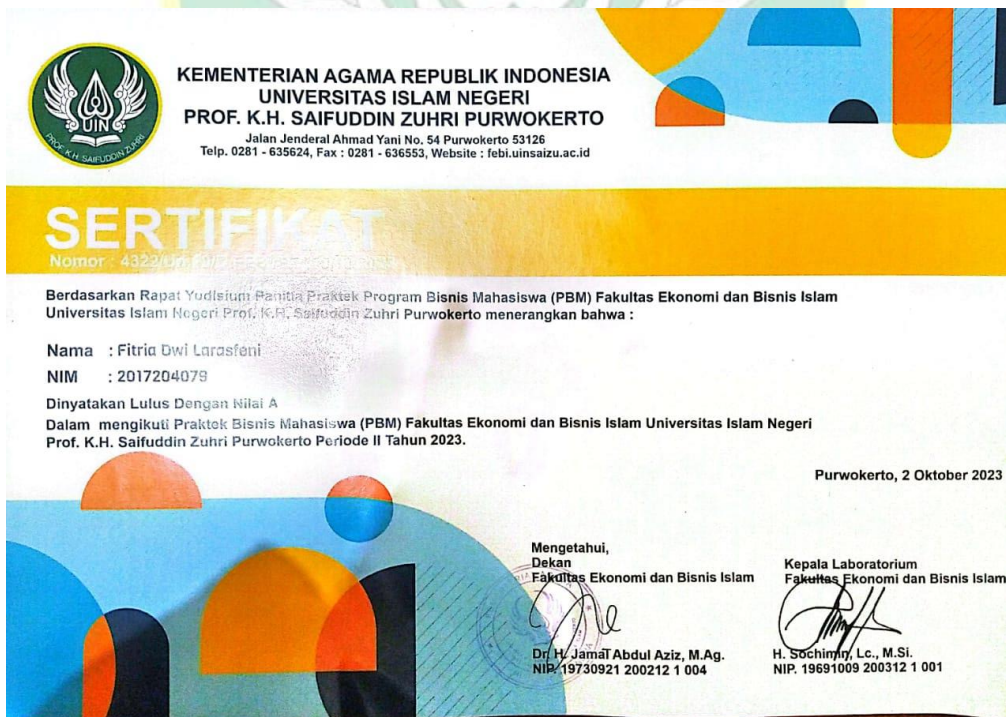 KEMENTERIAN AGAMA REPUBLIK INDONESIA
UNIVERSITAS ISLAM NEGERI
PROF. K.H. SAIFUDDIN ZUHRI PURWOKERTO
Jalan Jenderal Ahmad Yani No. 54 Purwokerto 53126
Telp. 0281 - 635624, Fax : 0281 - 636553, Website : febi.uinsaizu.ac.id
UIN
PROF. K.H. SAIFUDDIN ZUHRI
SERTIFIKAT
Nomor :
Berdasarkan Rapat Yudisium Panitia Praktek Program Bisnis Mahasiswa (PBM) Fakultas Ekonomi dan Bisnis Islam
Universitas Islam Negeri Prof. K.H. Saifuddin Zuhri Purwokerto menerangkan bahwa :
Nama : Fitria Dwi Larasfeni
NIM : 2017204079
Dinyatakan Lulus Dengan Nilai A
Dalam mengikuti Praktek Bisnis Mahasiswa (PBM) Fakultas Ekonomi dan Bisnis Islam Universitas Islam Negeri
Prof. K.H. Saifuddin Zuhri Purwokerto Periode II Tahun 2023.
Purwokerto, 2 Oktober 2023
Mengetahui,
Dekan
Fakultas Ekonomi dan Bisnis Islam
Dr. H. Jamal Abdul Aziz, M.Ag.
NIP. 19730921 200212 1 004
Kepala Laboratorium
Fakultas Ekonomi dan Bisnis Islam
H. Sochimin, Lc., M.Si.
NIP. 19691009 200312 1 001